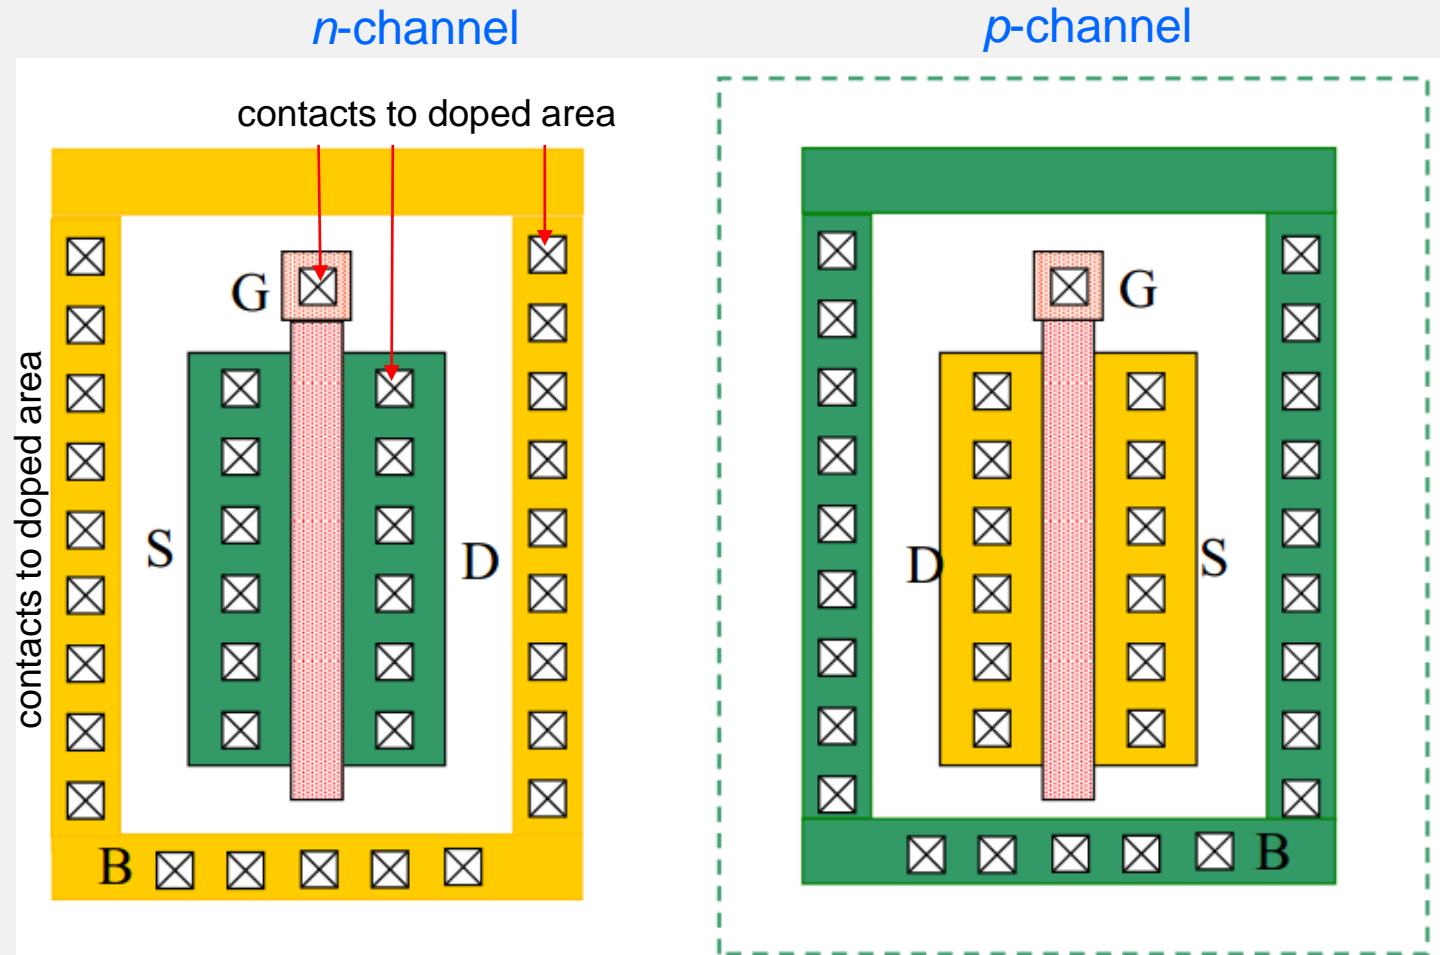 n-channel
p-channel
contacts to doped area
contacts to doped area
G
S
D
B
G
D
S
B